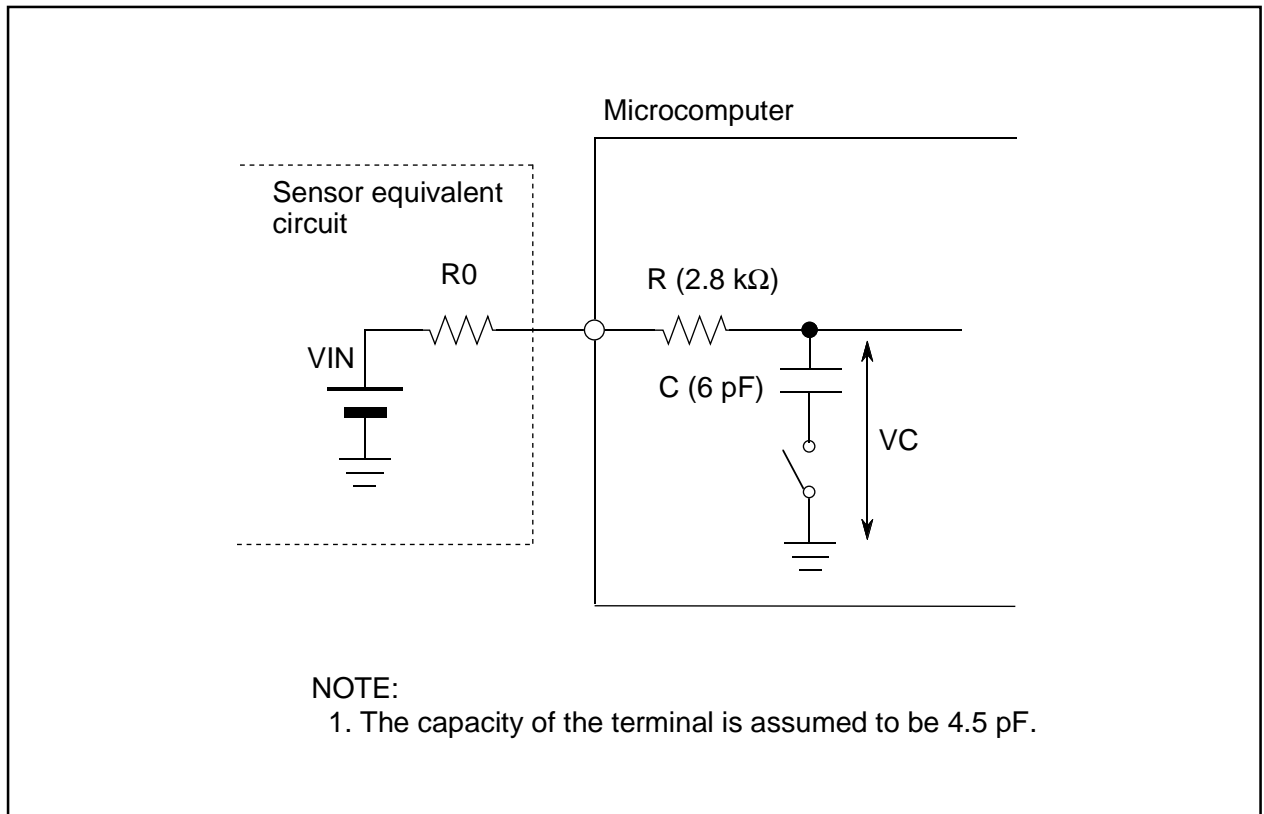 Microcomputer
Sensor equivalent
circuit
R0
R (2.8 kΩ)
VIN
C (6 pF)
VC
NOTE:
1. The capacity of the terminal is assumed to be 4.5 pF.